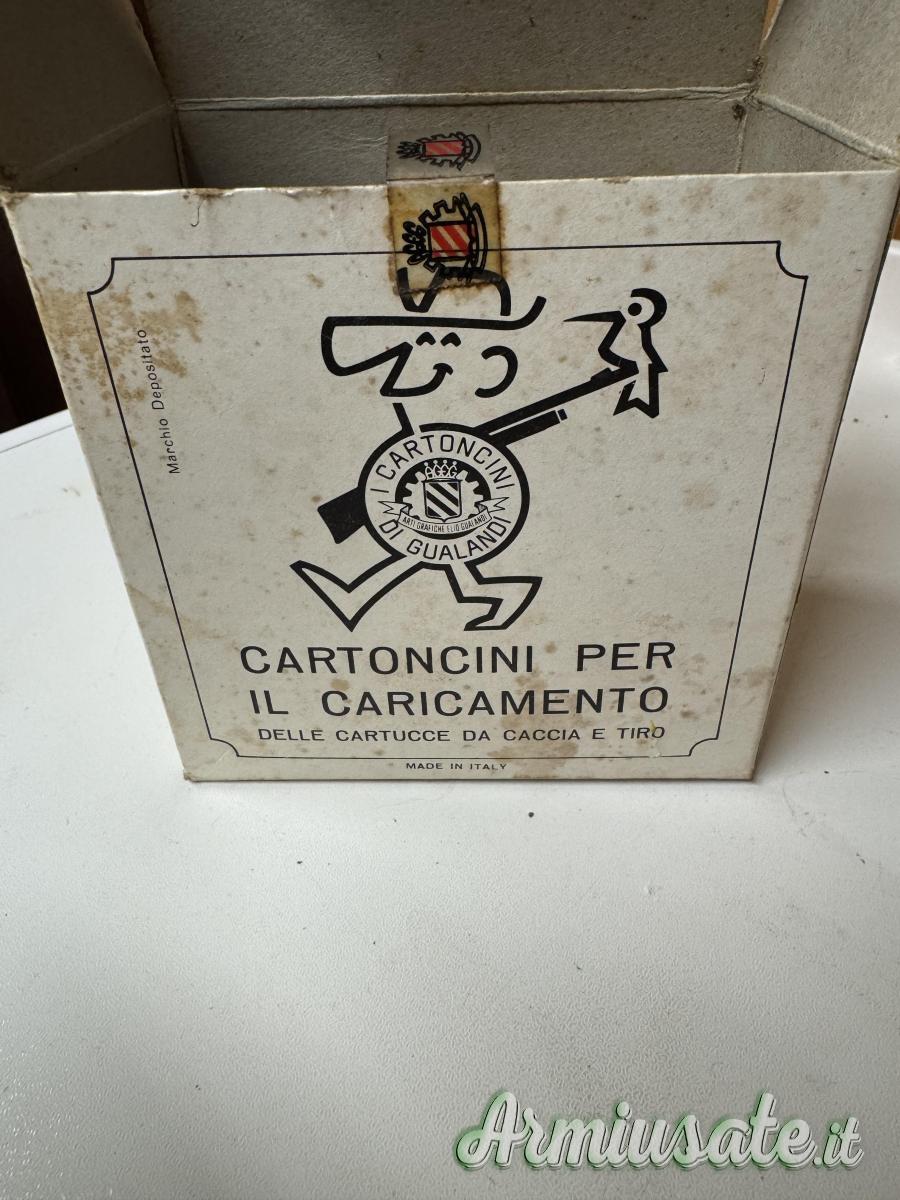 Marchio Depositato
I CARTONCINI
AGEG
ARTI GRAFICHE ELIO GUALANDI
DI GUALANDI
CARTONCINI PER
IL CARICAMENTO
DELLE CARTUCCE DA CACCIA E TIRO
MADE IN ITALY
Armiusate.it